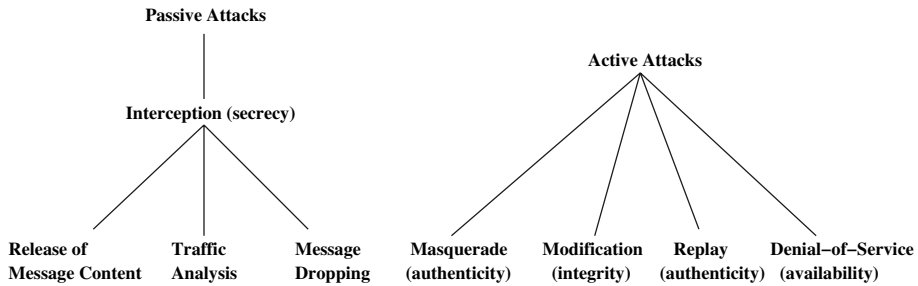 Passive Attacks
Active Attacks
Interception (secrecy)
Release of
Message Content
Traffic
Analysis
Message
Dropping
Masquerade
(authenticity)
Modification
(integrity)
Replay
(authenticity)
Denial−of−Service
(availability)